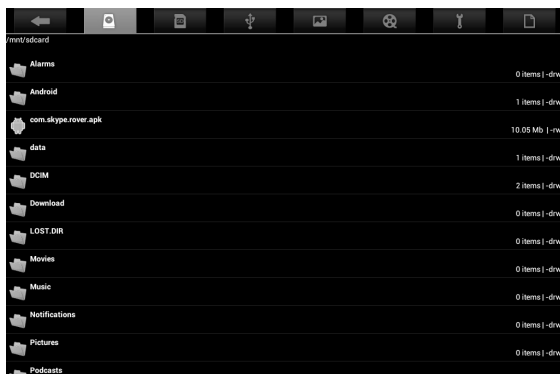 /mnt/sdcard
Alarms
0 items | -drw
Android
1 items | -drw
com.skype.rover.apk
10.05 Mb | -rw
data
1 items | -drw
DCIM
2 items | -drw
Download
0 items | -drw
LOST.DIR
0 items | -drw
Movies
0 items | -drw
Music
0 items | -drw
Notifications
0 items | -drw
Pictures
0 items | -drw
Podcasts